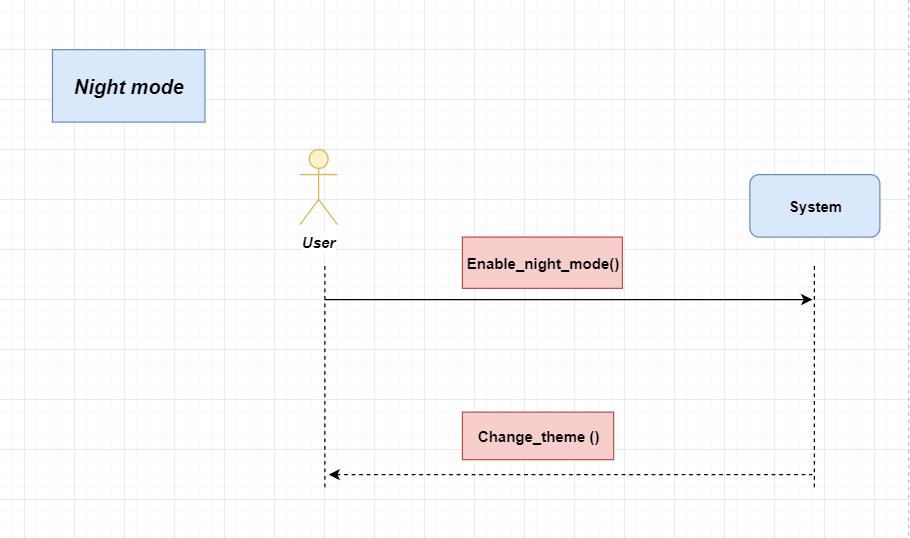 Night mode
User
System
Enable_night_mode()
Change_theme ()